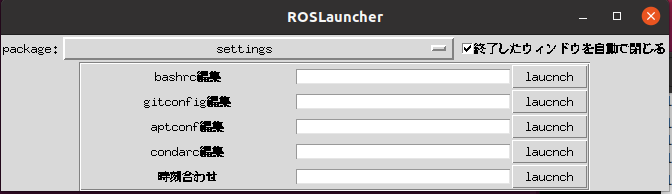 ROSLauncher
package: settings 終了したウィンドウを自動で閉じる
bashrc編集 laucnch
gitconfig編集 laucnch
aptconf編集 laucnch
condarc編集 laucnch
時刻合わせ laucnch